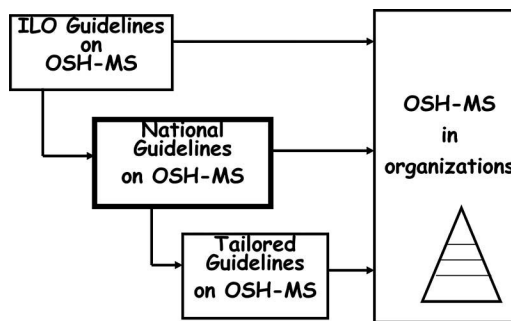 ILO Guidelines
on
OSH-MS
National
Guidelines
on OSH-MS
Tailored
Guidelines
on OSH-MS
OSH-MS
in
organizations